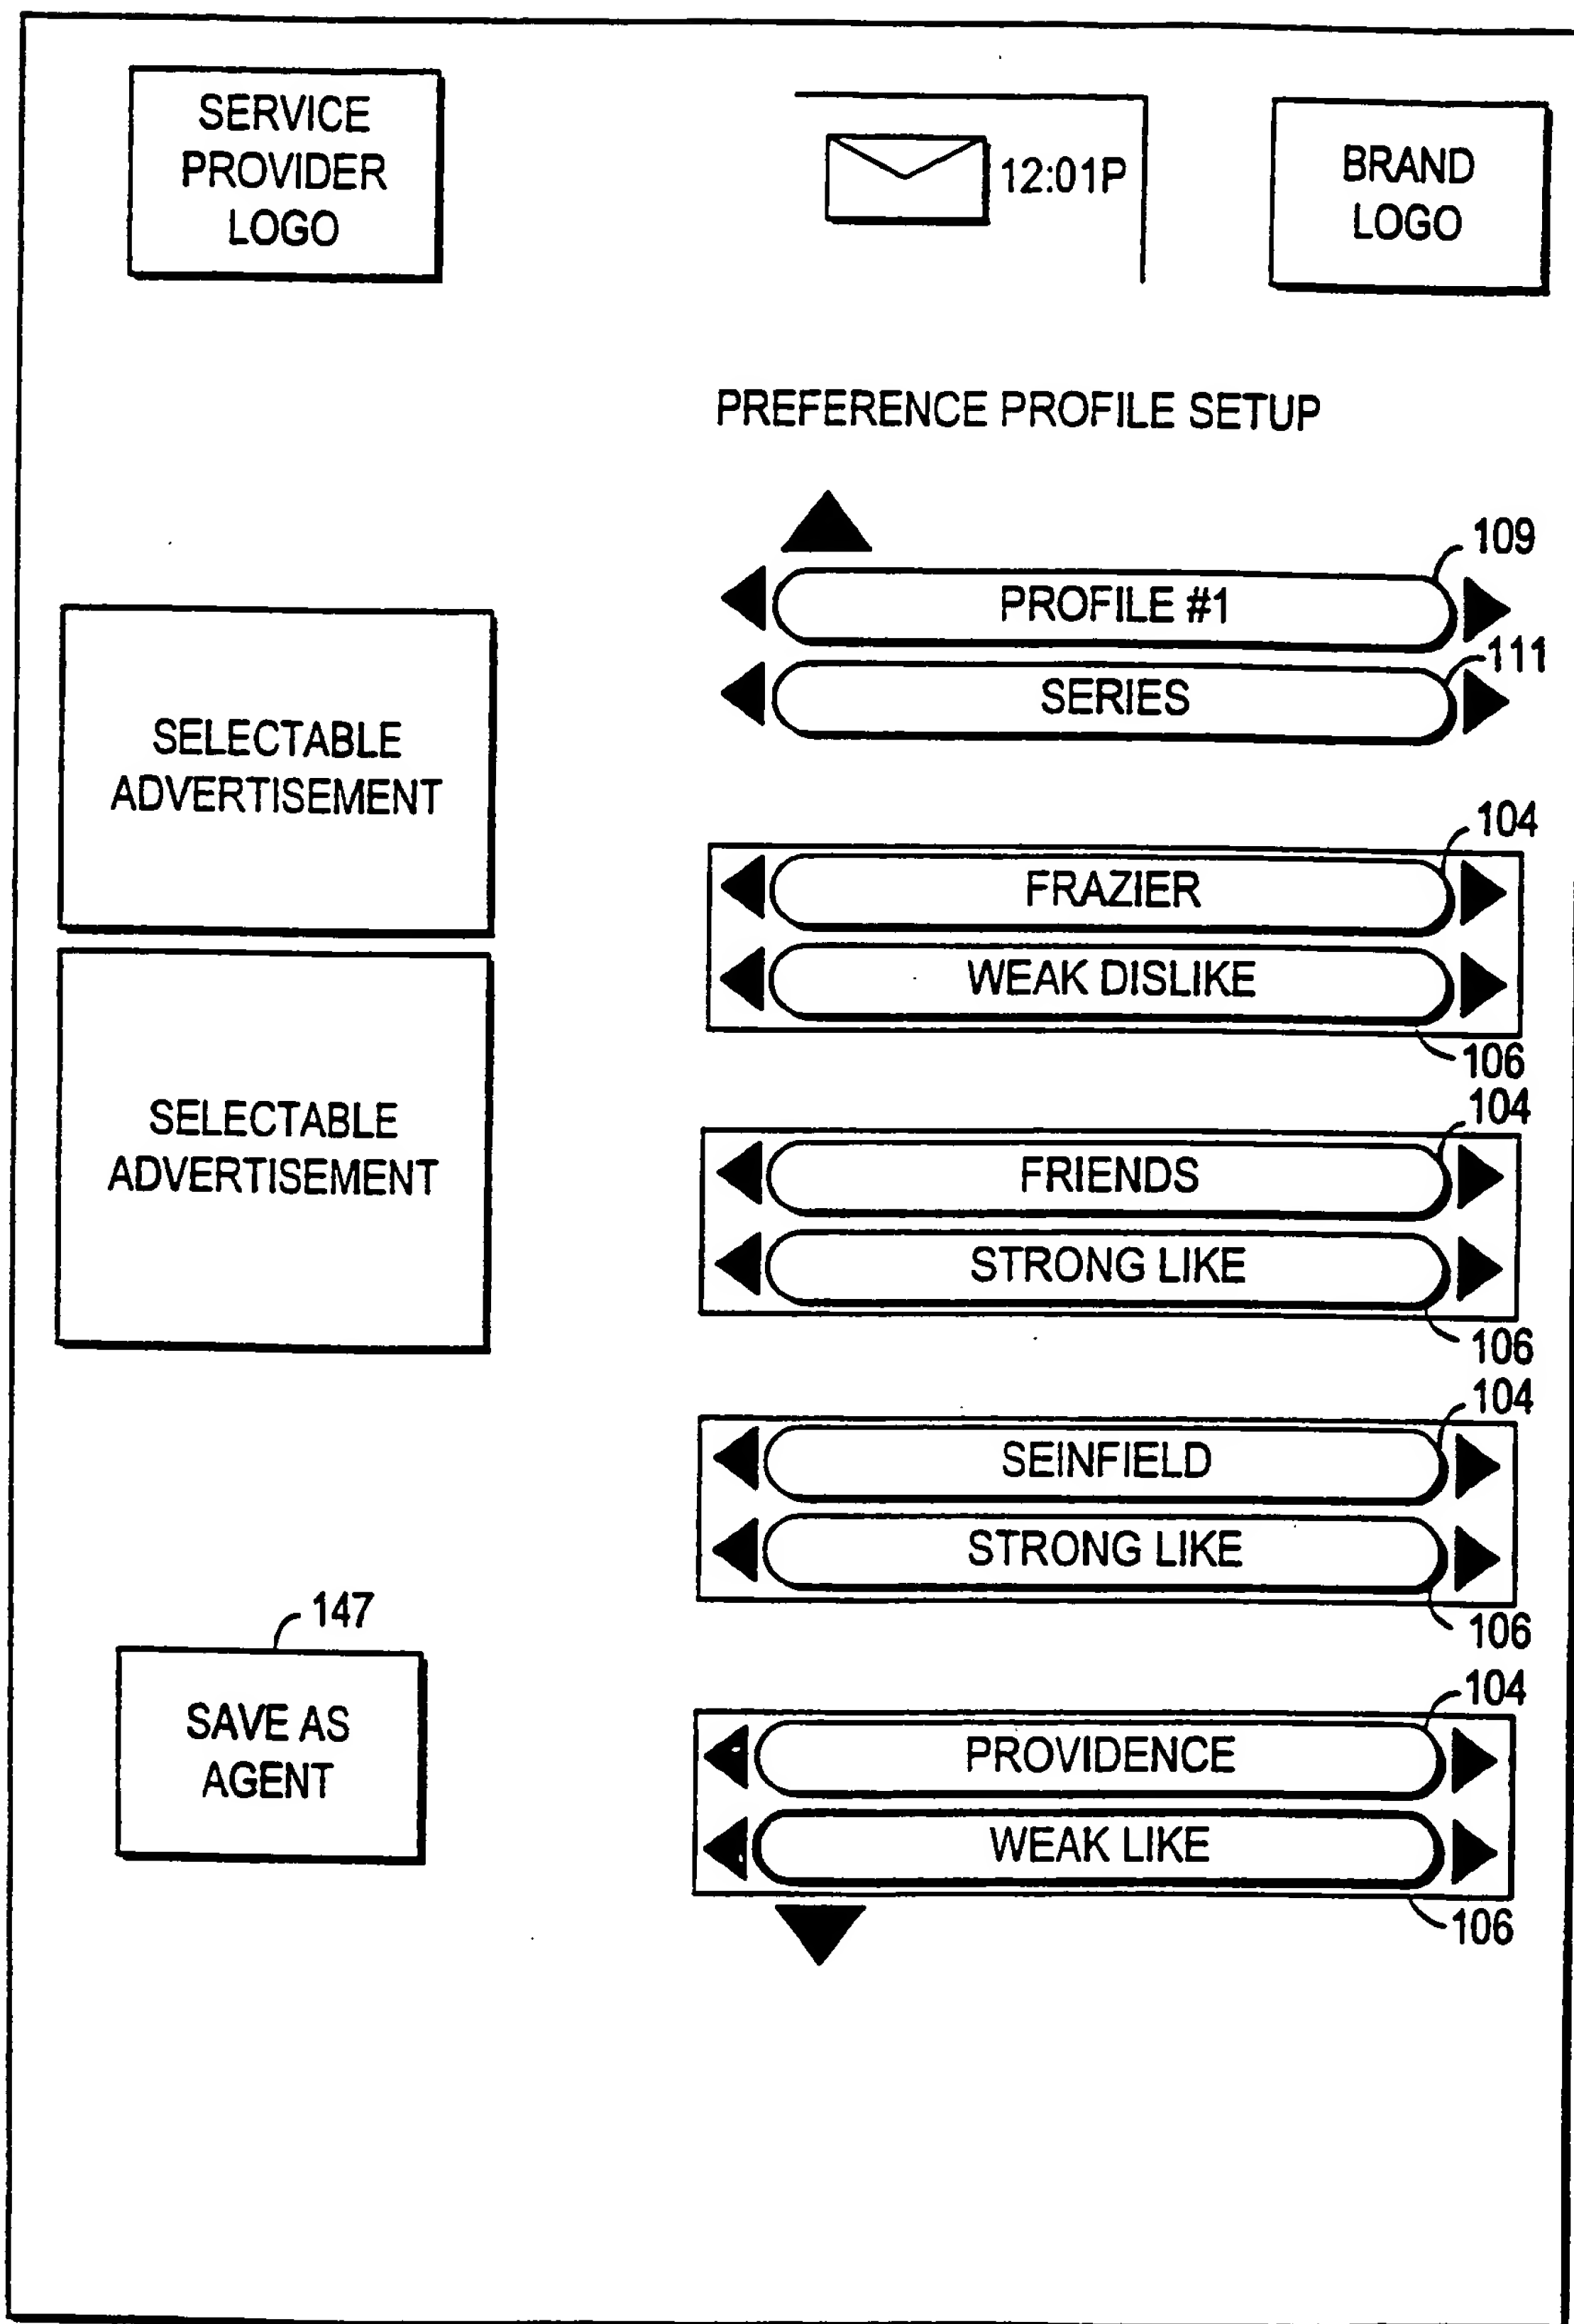 SERVICE
PROVIDER
LOGO
12:01P
BRAND
LOGO
PREFERENCE PROFILE SETUP
109
PROFILE #1
111
SERIES
SELECTABLE
ADVERTISEMENT
104
FRAZIER
WEAK DISLIKE
106
SELECTABLE
ADVERTISEMENT
104
FRIENDS
STRONG LIKE
106
104
SEINFIELD
STRONG LIKE
106
147
SAVE AS
AGENT
104
PROVIDENCE
WEAK LIKE
106